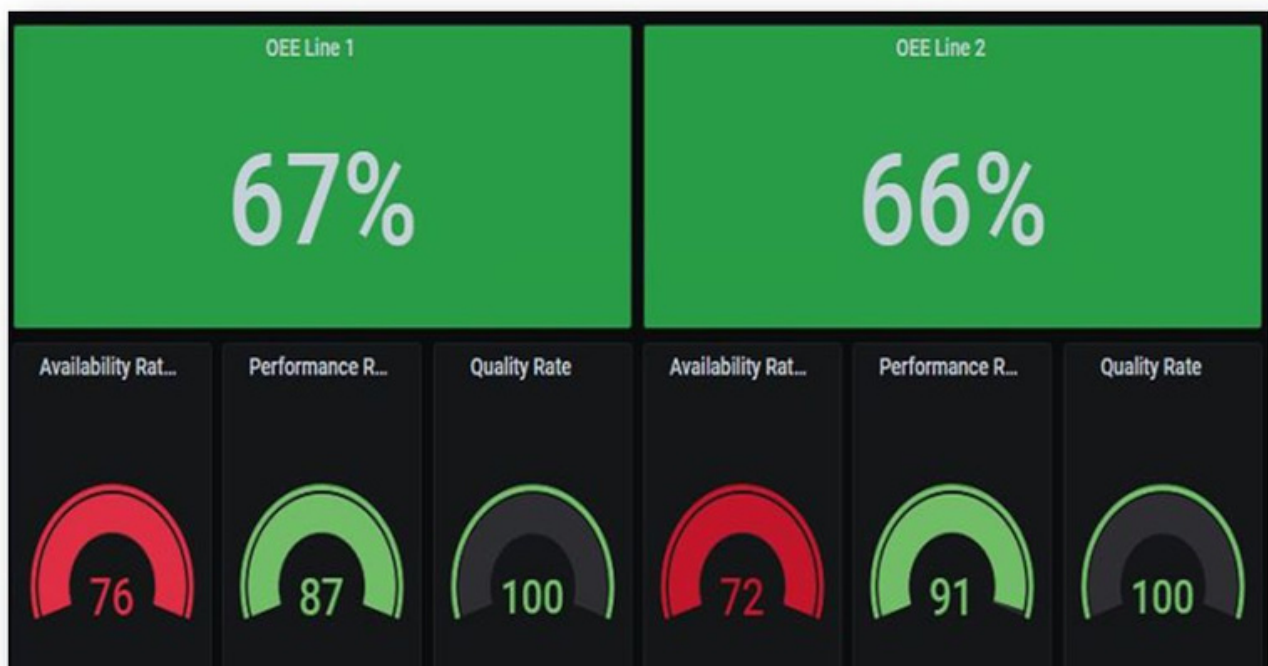 OEE Line 1
67%
OEE Line 2
66%
Availability Rat...
Performance R...
Quality Rate
Availability Rat...
Performance R...
Quality Rate
76
87
100
72
91
100